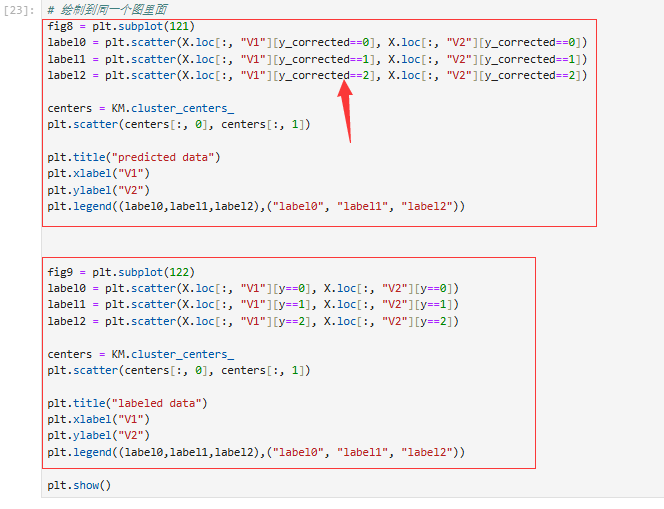 [23]: # 绘制到同一个图里面
fig8 = plt.subplot(121)
label0 = plt.scatter(X.loc[:, "V1"][y_corrected==0], X.loc[:, "V2"][y_corrected==0])
label1 = plt.scatter(X.loc[:, "V1"][y_corrected==1], X.loc[:, "V2"][y_corrected==1])
label2 = plt.scatter(X.loc[:, "V1"][y_corrected==2], X.loc[:, "V2"][y_corrected==2])
centers = KM.cluster_centers_
plt.scatter(centers[:, 0], centers[:, 1])
plt.title("predicted data")
plt.xlabel("V1")
plt.ylabel("V2")
plt.legend((label0,label1,label2),("label0", "label1", "label2"))
fig9 = plt.subplot(122)
label0 = plt.scatter(X.loc[:, "V1"][y==0], X.loc[:, "V2"][y==0])
label1 = plt.scatter(X.loc[:, "V1"][y==1], X.loc[:, "V2"][y==1])
label2 = plt.scatter(X.loc[:, "V1"][y==2], X.loc[:, "V2"][y==2])
centers = KM.cluster_centers_
plt.scatter(centers[:, 0], centers[:, 1])
plt.title("labeled data")
plt.xlabel("V1")
plt.ylabel("V2")
plt.legend((label0,label1,label2),("label0", "label1", "label2"))
plt.show()